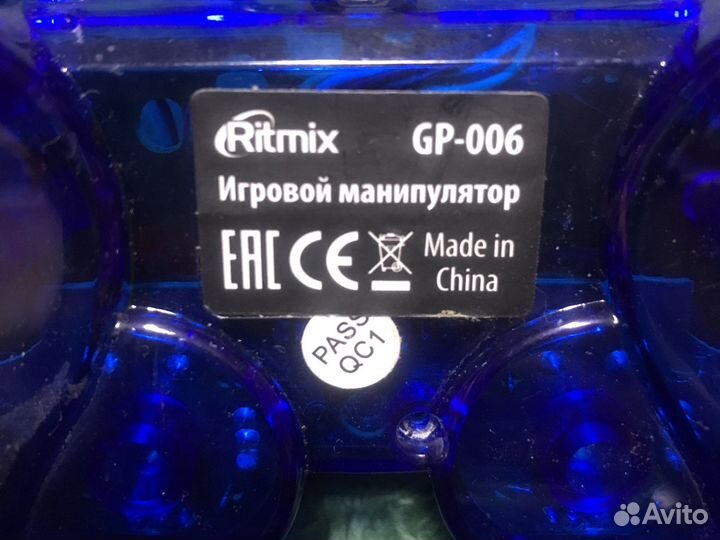 Ritmix GP-006
Игровой манипулятор
EAC CE Made in
China
PASS
QC1
Avito